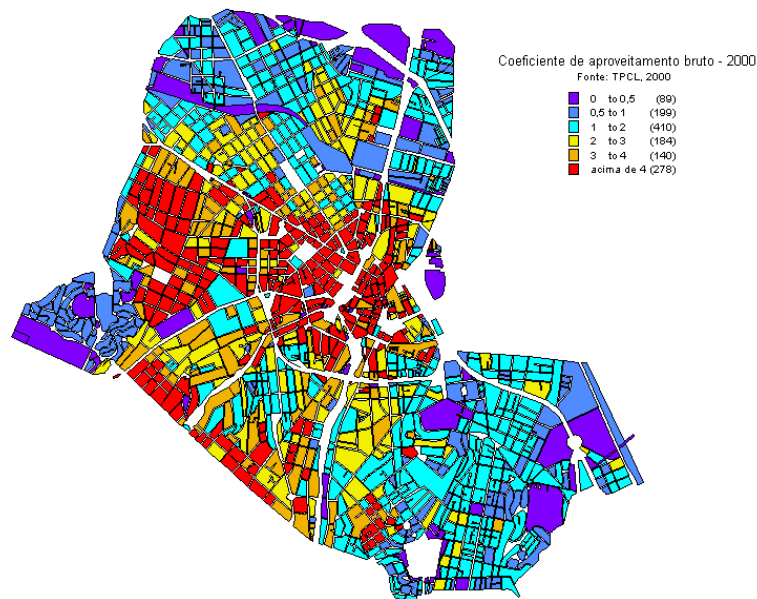 Coeficiente de aproveitamento bruto - 2000
Fonte: TPCL, 2000
0 to 0,5 (89)
0,5 to 1 (199)
1 to 2 (410)
2 to 3 (184)
3 to 4 (140)
acima de 4 (278)